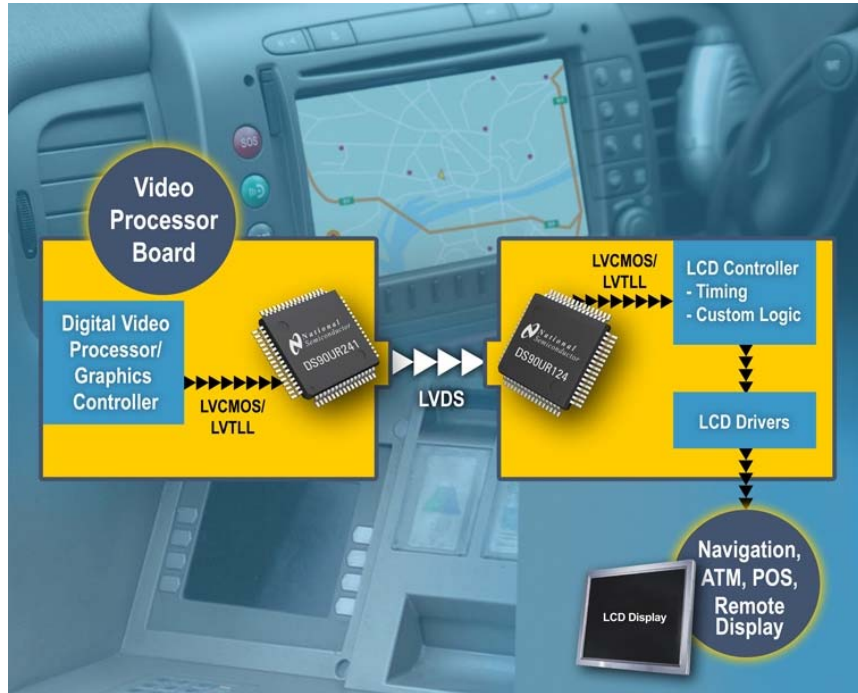 SOS
Video
Processor
Board
Digital Video
Processor/
Graphics
Controller
LVCMOS/
LVTLL
National
Semiconductor
DS90UR241
LVDS
National
Semiconductor
DS90UR124
LVCMOS/
LVTLL
LCD Controller
- Timing
- Custom Logic
LCD Drivers
Navigation,
ATM, POS,
Remote
Display
LCD Display